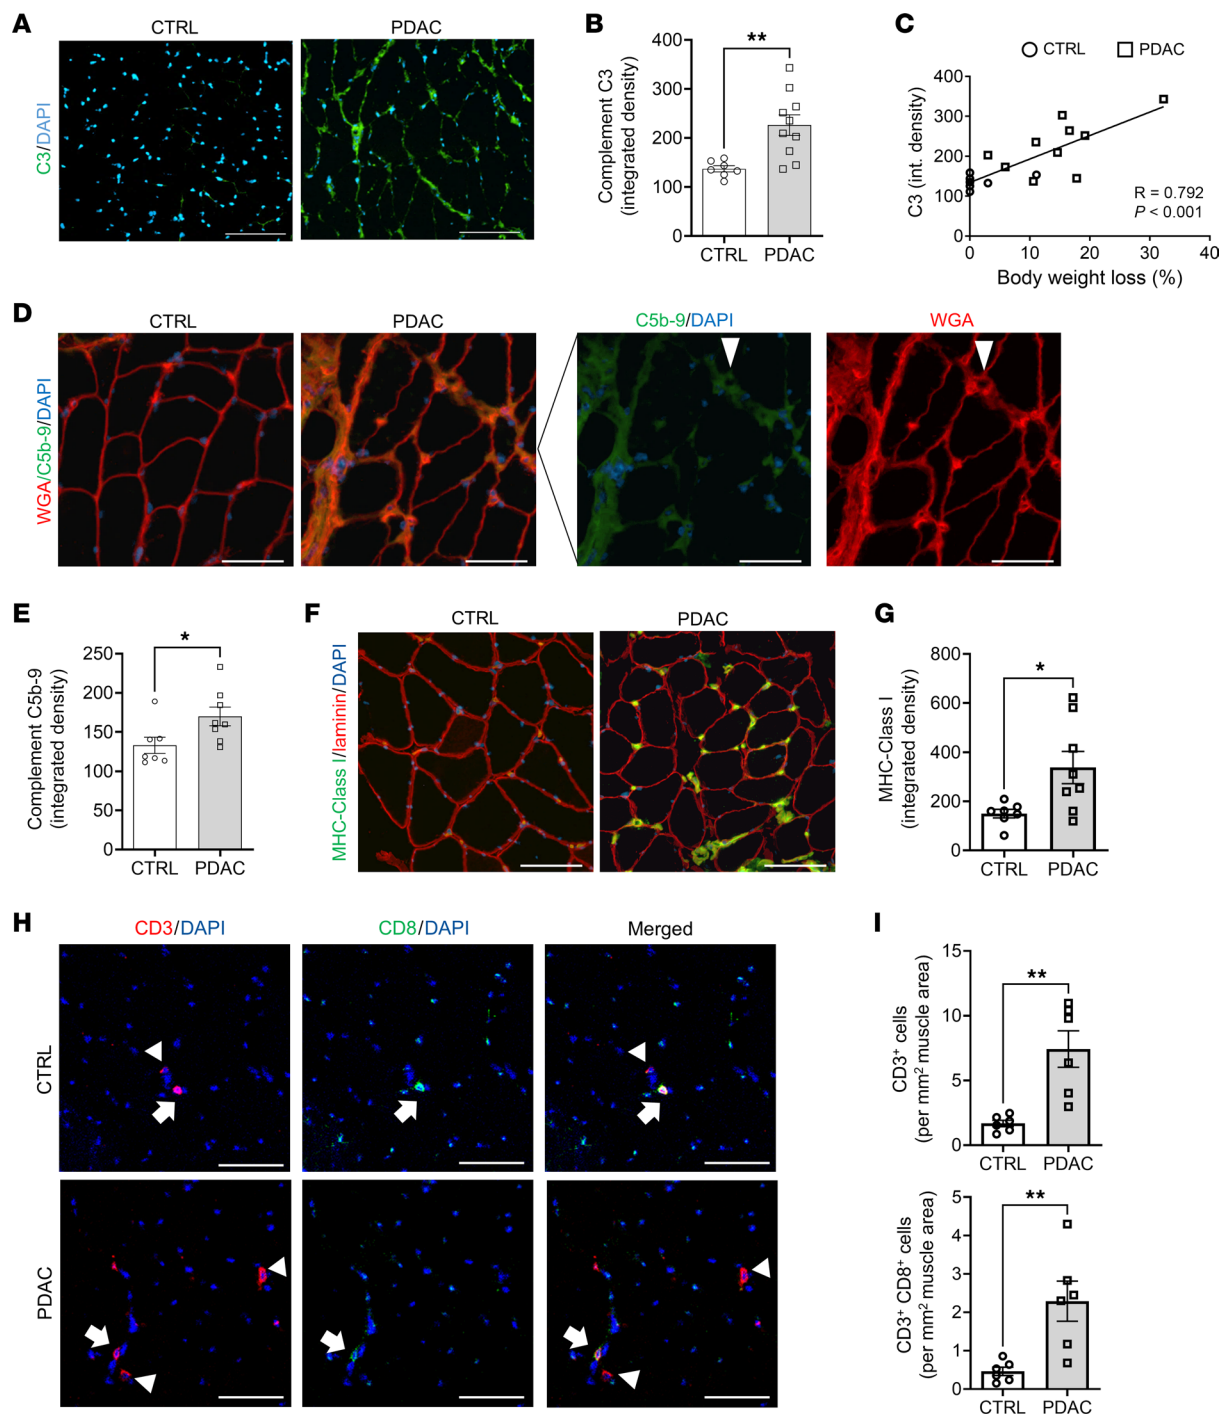 A
CTRL
PDAC
C3/DAPI
B
Complement C3
(integrated density)
400
300
200
100
0
**
CTRL
PDAC
C
CTRL
PDAC
C3 (int. density)
400
300
200
100
0
R = 0.792
P < 0.001
0
10
20
30
40
Body weight loss (%)
D
CTRL
PDAC
C5b-9/DAPI
WGA
WGA/C5b-9/DAPI
E
Complement C5b-9
(integrated density)
250
200
150
100
50
0
*
CTRL
PDAC
F
CTRL
PDAC
MHC-Class I/laminin/DAPI
G
MHC-Class I
(integrated density)
800
600
400
200
0
*
CTRL
PDAC
H
CD3/DAPI
CD8/DAPI
Merged
CTRL
PDAC
I
CD3+ cells
(per mm2 muscle area)
15
10
5
0
**
CTRL
PDAC
CD3+ CD8+ cells
(per mm2 muscle area)
5
4
3
2
1
0
**
CTRL
PDAC